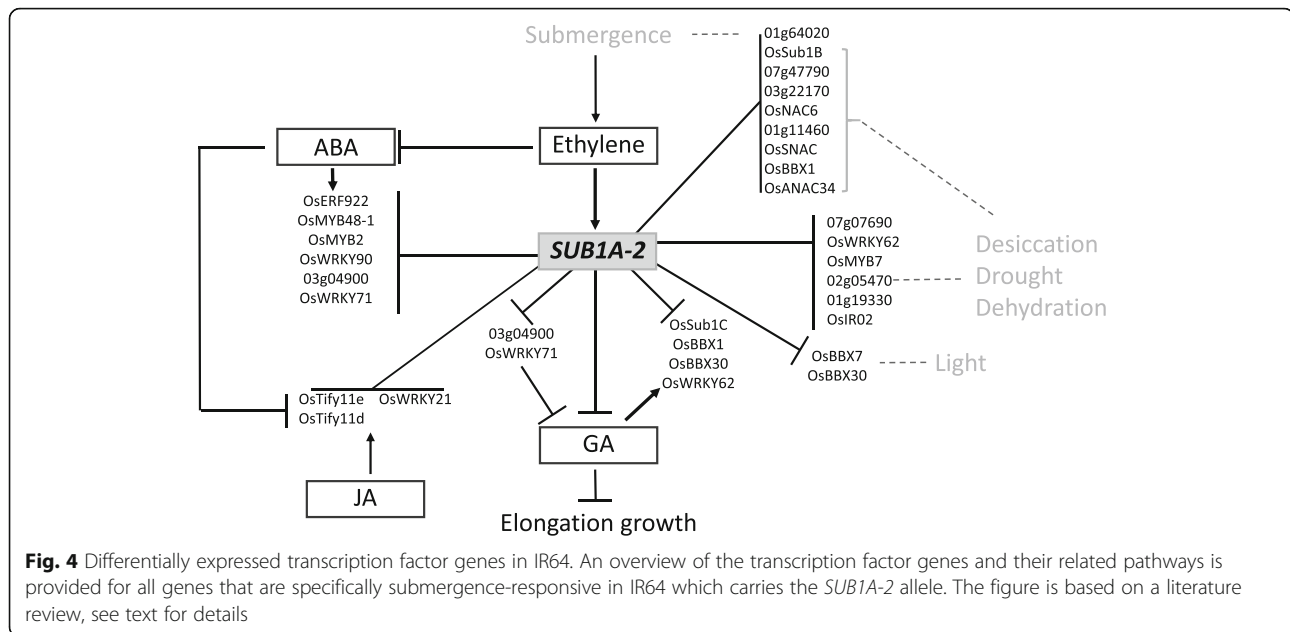 Submergence
01g64020
OsSub1B
07g47790
03g22170
OsNAC6
01g11460
OsSNAC
OsBBX1
OsANAC34
ABA
Ethylene
OsERF922
OsMYB48-1
OsMYB2
OsWRKY90
03g04900
OsWRKY71
SUB1A-2
07g07690
OsWRKY62
OsMYB7
02g05470
01g19330
OsIR02
Desiccation
Drought
Dehydration
03g04900
OsWRKY71
OsSub1C
OsBBX1
OsBBX30
OsWRKY62
OsBBX7
OsBBX30
Light
OsTify11e OsWRKY21
OsTify11d
GA
JA
Elongation growth
Fig. 4 Differentially expressed transcription factor genes in IR64. An overview of the transcription factor genes and their related pathways is
provided for all genes that are specifically submergence-responsive in IR64 which carries the SUB1A-2 allele. The figure is based on a literature
review, see text for details